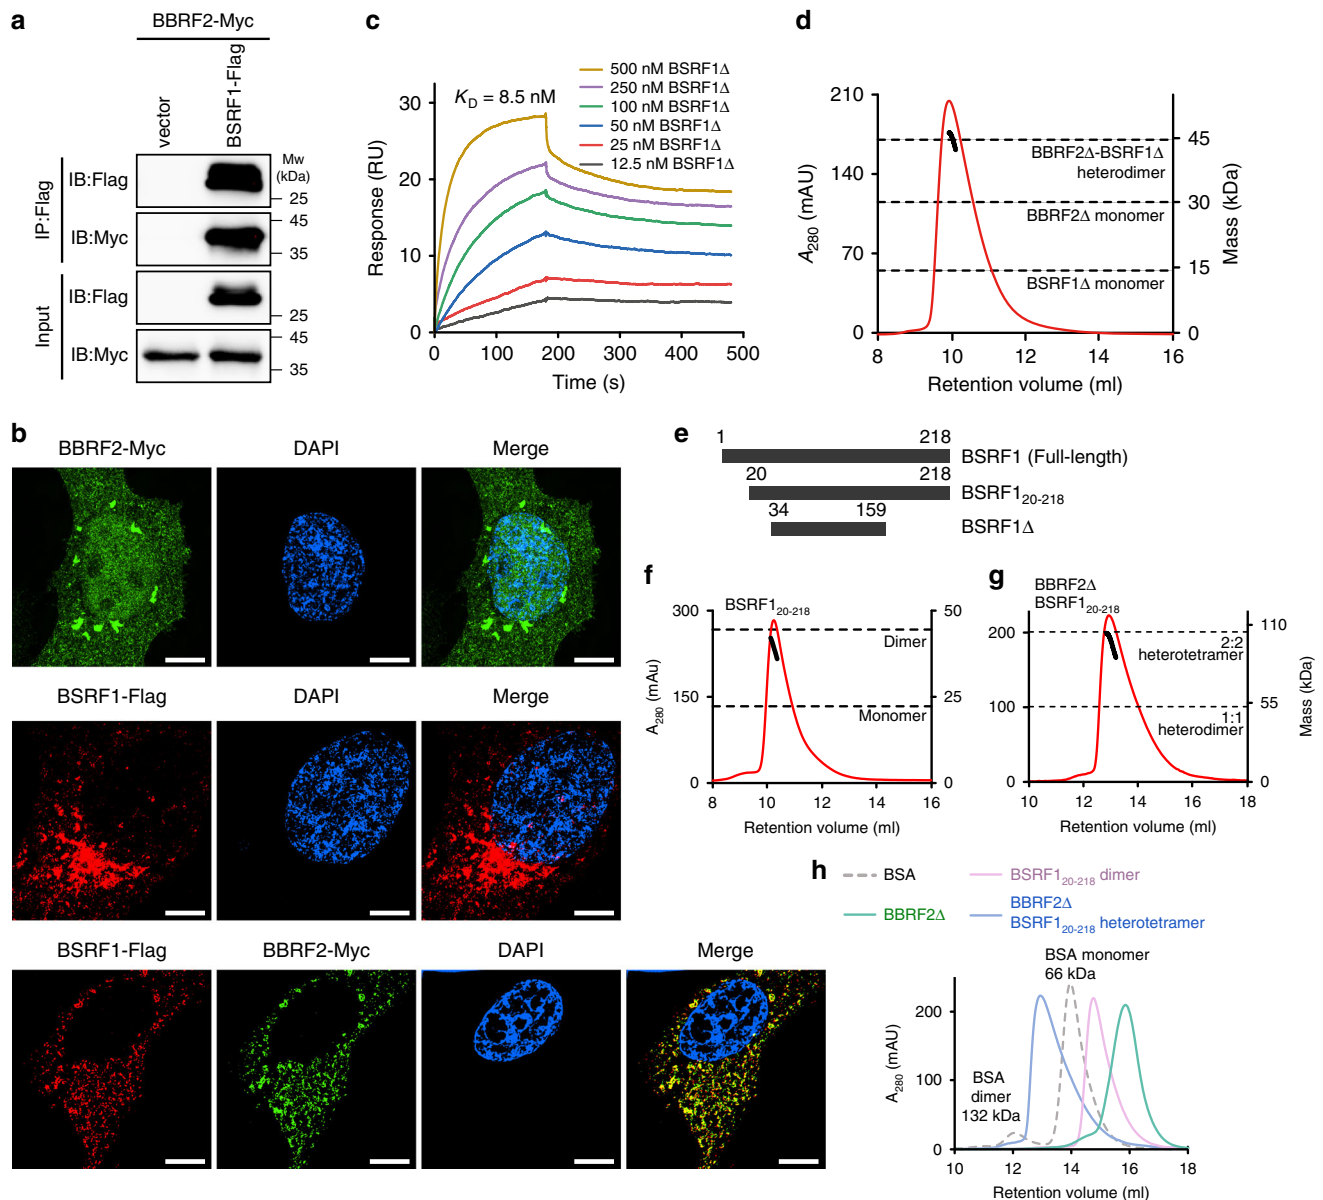 a
BBRF2-Myc
vector
BSRF1-Flag
Mw
(kDa)
IP:Flag
IB:Flag
25
45
IB:Myc
35
Input
IB:Flag
25
45
IB:Myc
35
b
BBRF2-Myc
DAPI
Merge
BSRF1-Flag
DAPI
Merge
BSRF1-Flag
BBRF2-Myc
DAPI
Merge
c
K_D = 8.5 nM
500 nM BSRF1Δ
250 nM BSRF1Δ
100 nM BSRF1Δ
50 nM BSRF1Δ
25 nM BSRF1Δ
12.5 nM BSRF1Δ
Response (RU)
30
20
10
0
0 100 200 300 400 500
Time (s)
d
A280 (mAU)
210
140
70
0
45
30
15
0
Mass (kDa)
BBRF2Δ-BSRF1Δ
heterodimer
BBRF2Δ monomer
BSRF1Δ monomer
8 10 12 14 16
Retention volume (ml)
e
1 218
BSRF1 (Full-length)
20 218
BSRF1 20-218
34 159
BSRF1Δ
f
BSRF1 20-218
A280 (mAu)
300
150
0
50
25
0
Dimer
Monomer
8 10 12 14 16
Retention volume (ml)
g
BBRF2Δ
BSRF1 20-218
200
100
0
110
55
0
Mass (kDa)
2:2
heterotetramer
1:1
heterodimer
10 12 14 16 18
Retention volume (ml)
h
BSA
BSRF1 20-218 dimer
BBRF2Δ
BBRF2Δ
BSRF1 20-218 heterotetramer
BSA monomer
66 kDa
BSA
dimer
132 kDa
A280 (mAU)
200
100
0
10 12 14 16 18
Retention volume (ml)